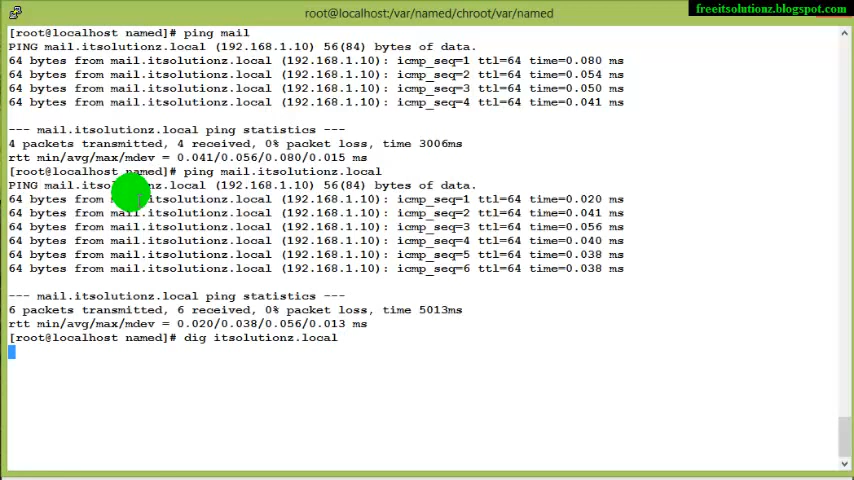 root@localhost:/var/named/chroot/var/named
freeitsolutionz.blogspot.com
[root@localhost named]# ping mail
PING mail.itsolutionz.local (192.168.1.10) 56(84) bytes of data.
64 bytes from mail.itsolutionz.local (192.168.1.10): icmp_seq=1 ttl=64 time=0.080 ms
64 bytes from mail.itsolutionz.local (192.168.1.10): icmp_seq=2 ttl=64 time=0.054 ms
64 bytes from mail.itsolutionz.local (192.168.1.10): icmp_seq=3 ttl=64 time=0.050 ms
64 bytes from mail.itsolutionz.local (192.168.1.10): icmp_seq=4 ttl=64 time=0.041 ms
--- mail.itsolutionz.local ping statistics ---
4 packets transmitted, 4 received, 0% packet loss, time 3006ms
rtt min/avg/max/mdev = 0.041/0.056/0.080/0.015 ms
[root@localhost named]# ping mail.itsolutionz.local
PING mail.itsolutionz.local (192.168.1.10) 56(84) bytes of data.
64 bytes from mail.itsolutionz.local (192.168.1.10): icmp_seq=1 ttl=64 time=0.020 ms
64 bytes from mail.itsolutionz.local (192.168.1.10): icmp_seq=2 ttl=64 time=0.041 ms
64 bytes from mail.itsolutionz.local (192.168.1.10): icmp_seq=3 ttl=64 time=0.056 ms
64 bytes from mail.itsolutionz.local (192.168.1.10): icmp_seq=4 ttl=64 time=0.040 ms
64 bytes from mail.itsolutionz.local (192.168.1.10): icmp_seq=5 ttl=64 time=0.038 ms
64 bytes from mail.itsolutionz.local (192.168.1.10): icmp_seq=6 ttl=64 time=0.038 ms
--- mail.itsolutionz.local ping statistics ---
6 packets transmitted, 6 received, 0% packet loss, time 5013ms
rtt min/avg/max/mdev = 0.020/0.038/0.056/0.013 ms
[root@localhost named]# dig itsolutionz.local